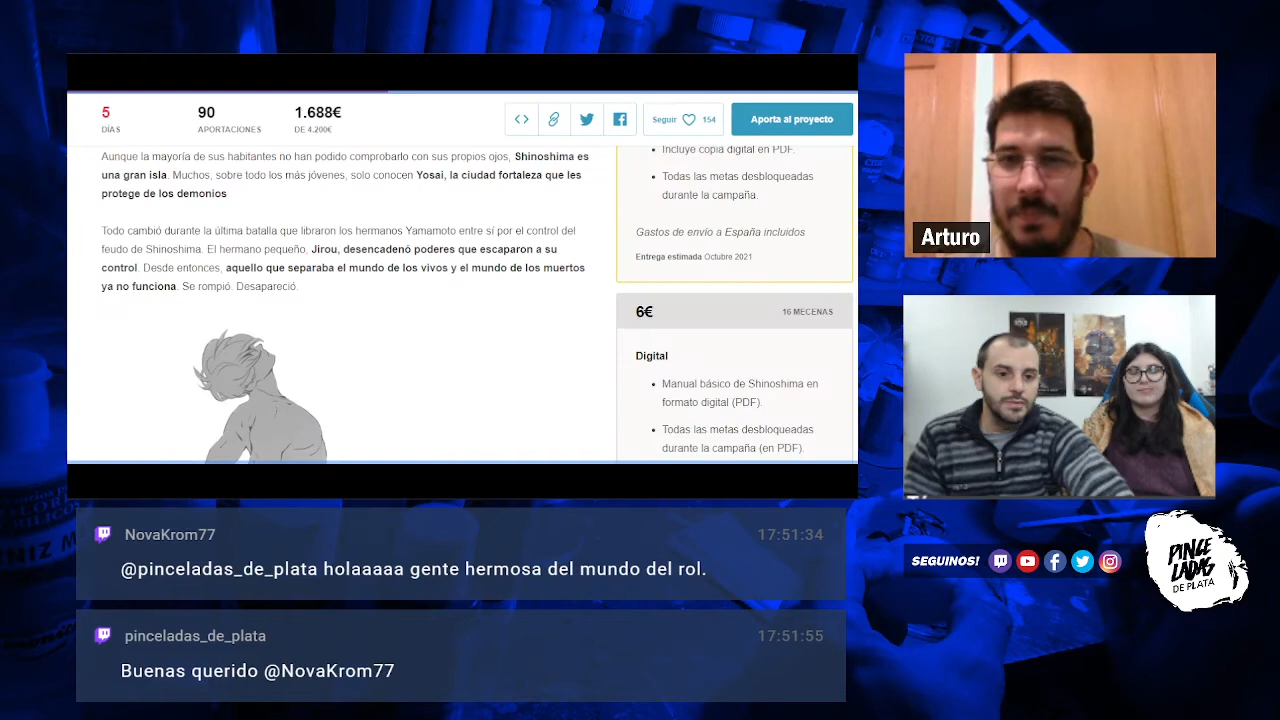 5
DÍAS
90
APORTACIONES
1.688€
DE 4.200€
Seguir
154
Aporta al proyecto
Aunque la mayoría de sus habitantes no han podido comprobarlo con sus propios ojos, Shinoshima es
una gran isla. Muchos, sobre todo los más jóvenes, solo conocen Yosai, la ciudad fortaleza que les
protege de los demonios
Todo cambió durante la última batalla que libraron los hermanos Yamamoto entre sí por el control del
feudo de Shinoshima. El hermano pequeño, Jirou, desencadenó poderes que escaparon a su
control. Desde entonces, aquello que separaba el mundo de los vivos y el mundo de los muertos
ya no funciona. Se rompió. Desapareció.
Incluye copia digital en PDF.
Todas las metas desbloqueadas
durante la campaña.
Gastos de envío a España incluidos
Entrega estimada Octubre 2021
6€
16 MECENAS
Digital
Manual básico de Shinoshima en
formato digital (PDF).
Todas las metas desbloqueadas
durante la campaña (en PDF).
Arturo
NovaKrom77
17:51:34
@pinceladas_de_plata holaaaaa gente hermosa del mundo del rol.
pinceladas_de_plata
17:51:55
Buenas querido @NovaKrom77
SEGUINOS!
PINCE
LADAS
DE PLATA